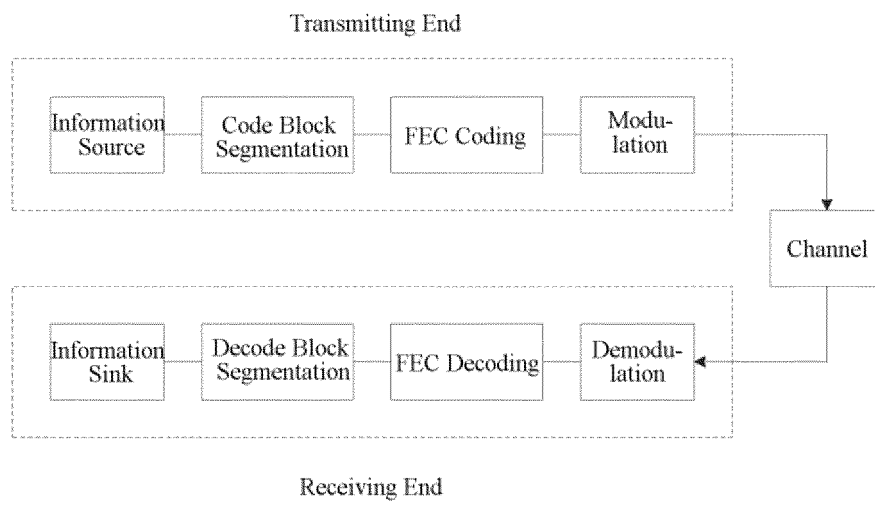 Transmitting End
Information
Source
Code Block
Segmentation
FEC Coding
Modu-
lation
Channel
Information
Sink
Decode Block
Segmentation
FEC Decoding
Demodu-
lation
Receiving End